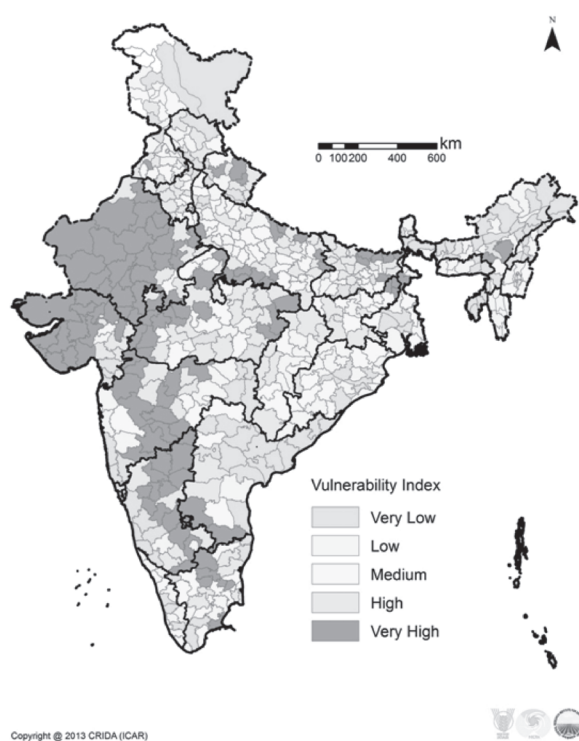 N
km
0 100 200 400 600
Vulnerability Index
Very Low
Low
Medium
High
Very High
Copyright @ 2013 CRIDA (ICAR)